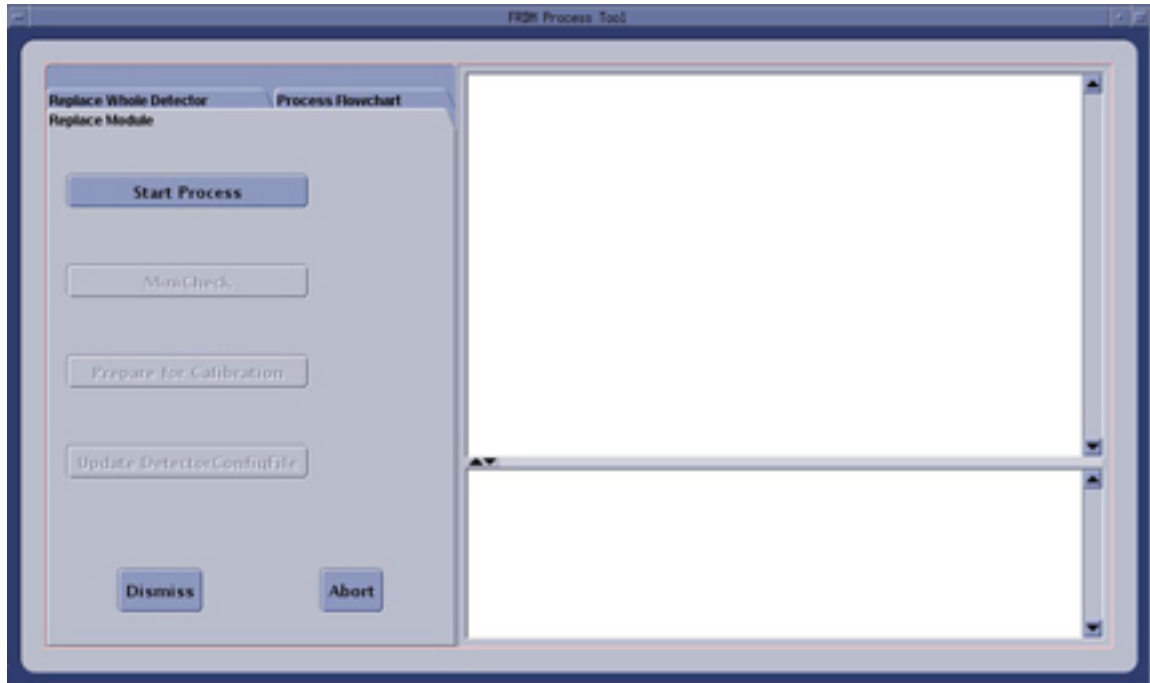 FRDM Process Tool
Replace Whole Detector
Process Flowchart
Replace Module
Start Process
MiniCheck
Prepare for Calibration
Update DetectorConfigFile
Dismiss
Abort